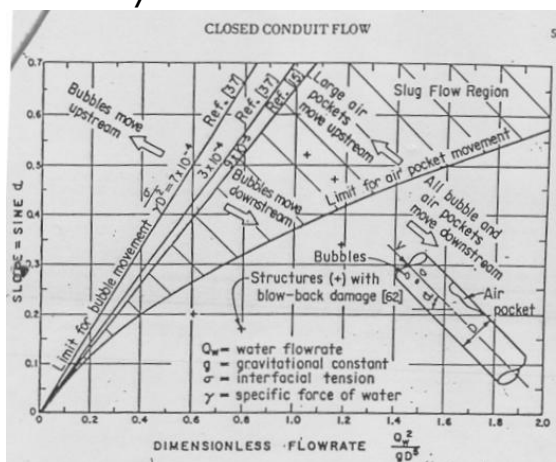 CLOSED CONDUIT FLOW
5
Bubbles move
upstream
Limit for bubble movement
σ/γD² = 7x10⁻⁴
Ref. [37]
3x10⁻⁴
Ref. [37]
Ref. [15]
Large air
pockets
move upstream
Slug Flow Region
Bubbles move
downstream
Limit for air pocket movement
All bubble and
air pockets
move downstream
Bubbles
Air
pocket
D
Structures (+) with
blow-back damage [62]
Qw = water flowrate
g = gravitational constant
σ = interfacial tension
γ = specific force of water
SLOPE = SINE α
0.7
0.6
0.5
0.4
0.3
0.2
0.1
0
0
0.2
0.4
0.6
0.8
1.0
1.2
1.4
1.6
1.8
2.0
DIMENSIONLESS FLOWRATE Qw²/gD⁵